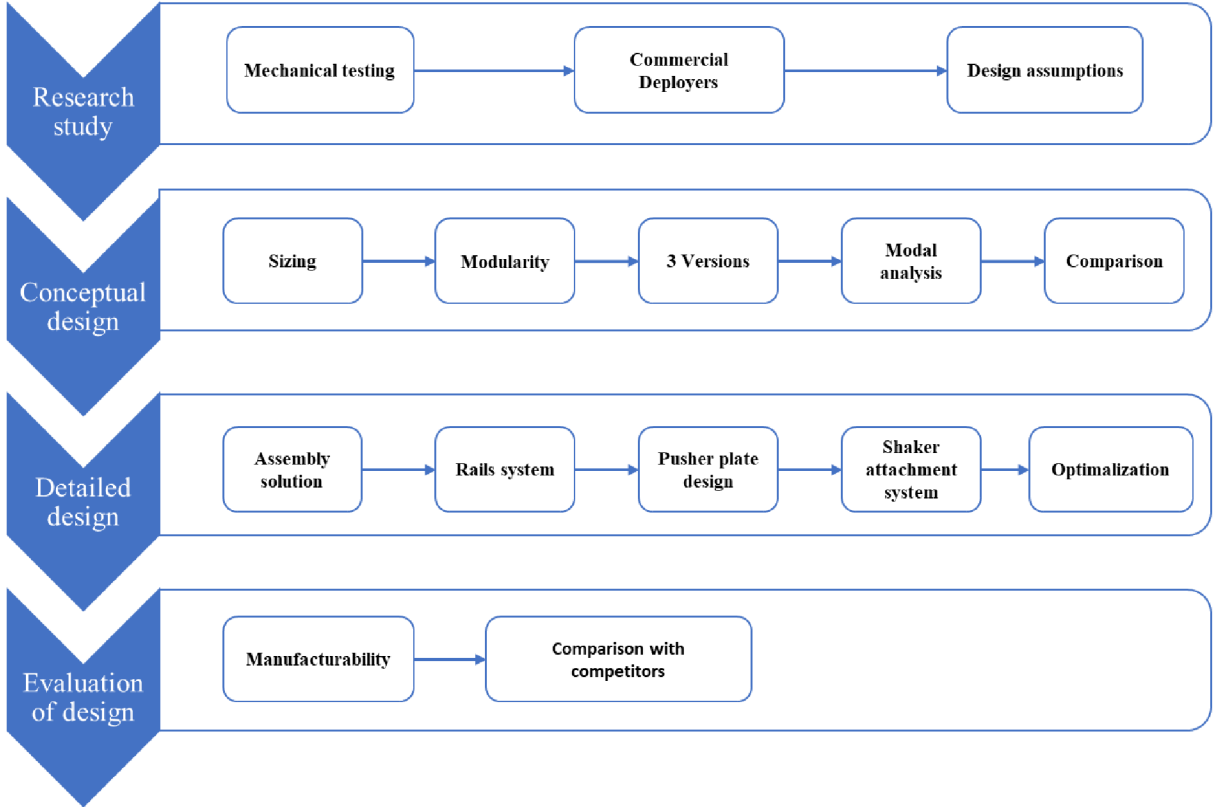 Research
study
Mechanical testing
Commercial
Deployers
Design assumptions
Conceptual
design
Sizing
Modularity
3 Versions
Modal
analysis
Comparison
Detailed
design
Assembly
solution
Rails system
Pusher plate
design
Shaker
attachment
system
Optimalization
Evaluation
of design
Manufacturability
Comparison with
competitors